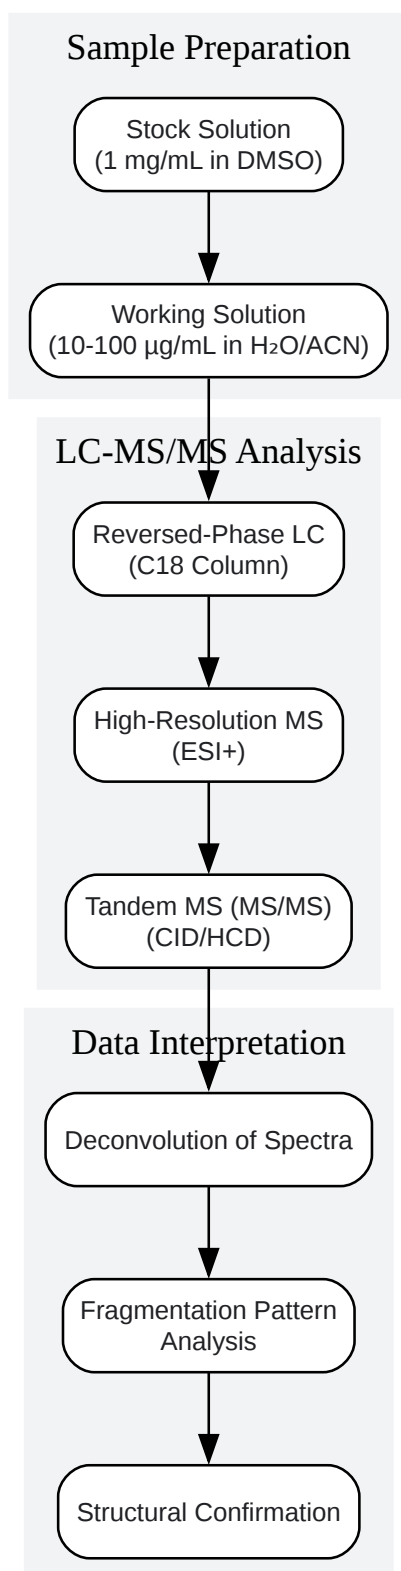 Sample Preparation
Stock Solution
(1 mg/mL in DMSO)
Working Solution
(10-100 µg/mL in H₂O/ACN)
LC-MS/MS Analysis
Reversed-Phase LC
(C18 Column)
High-Resolution MS
(ESI+)
Tandem MS (MS/MS)
(CID/HCD)
Data Interpretation
Deconvolution of Spectra
Fragmentation Pattern
Analysis
Structural Confirmation